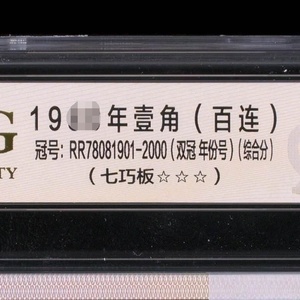 G 19 年壹角（百连）
冠号: RR78081901-2000 (双冠 年份号) (综合分)
TY （七巧板☆☆☆）